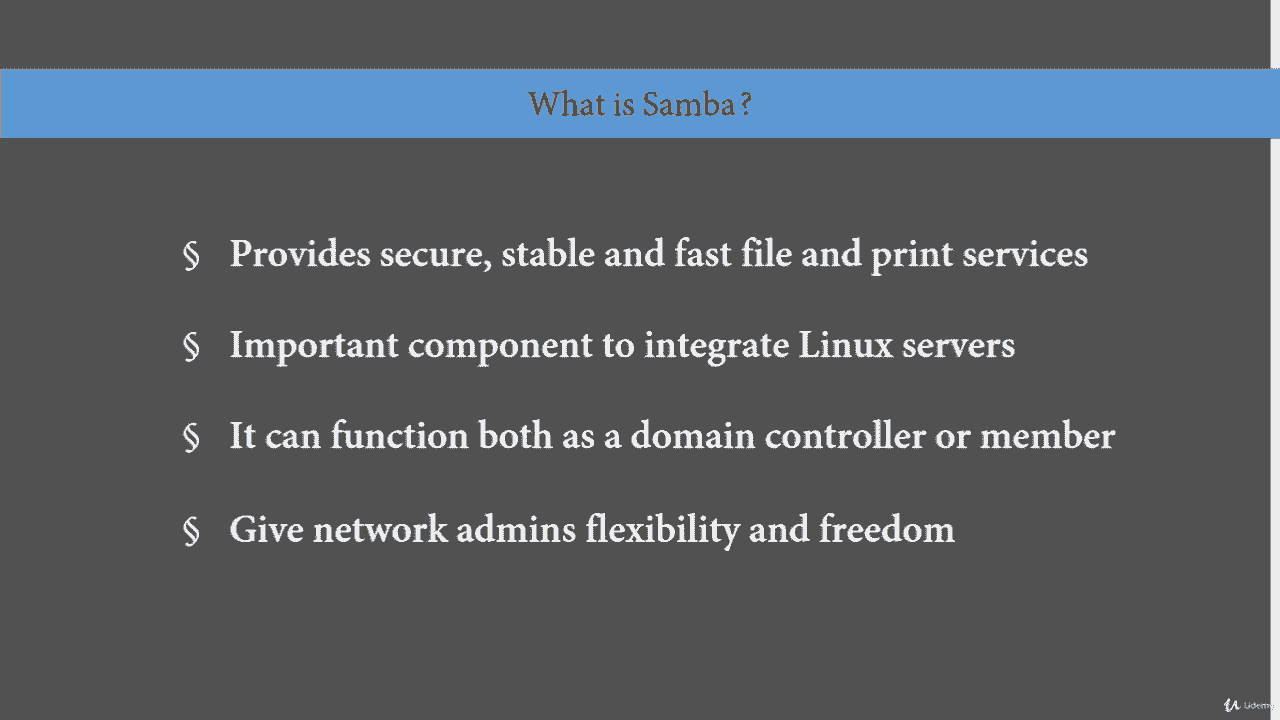 What is Samba?
§ Provides secure, stable and fast file and print services
§ Important component to integrate Linux servers
§ It can function both as a domain controller or member
§ Give network admins flexibility and freedom
Udemy